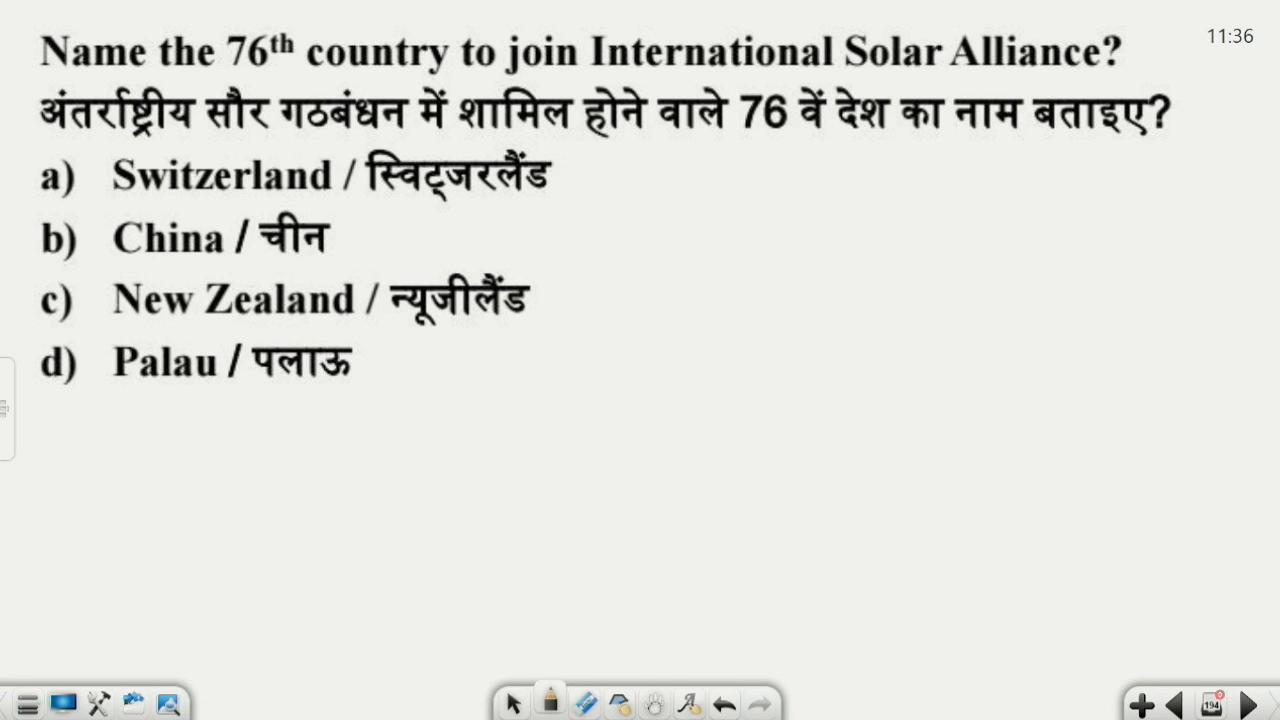 11:36
Name the 76th country to join International Solar Alliance?
अंतर्राष्ट्रीय सौर गठबंधन में शामिल होने वाले 76 वें देश का नाम बताइए?
a) Switzerland / स्विट्जरलैंड
b) China / चीन
c) New Zealand / न्यूजीलैंड
d) Palau / पलाऊ
194